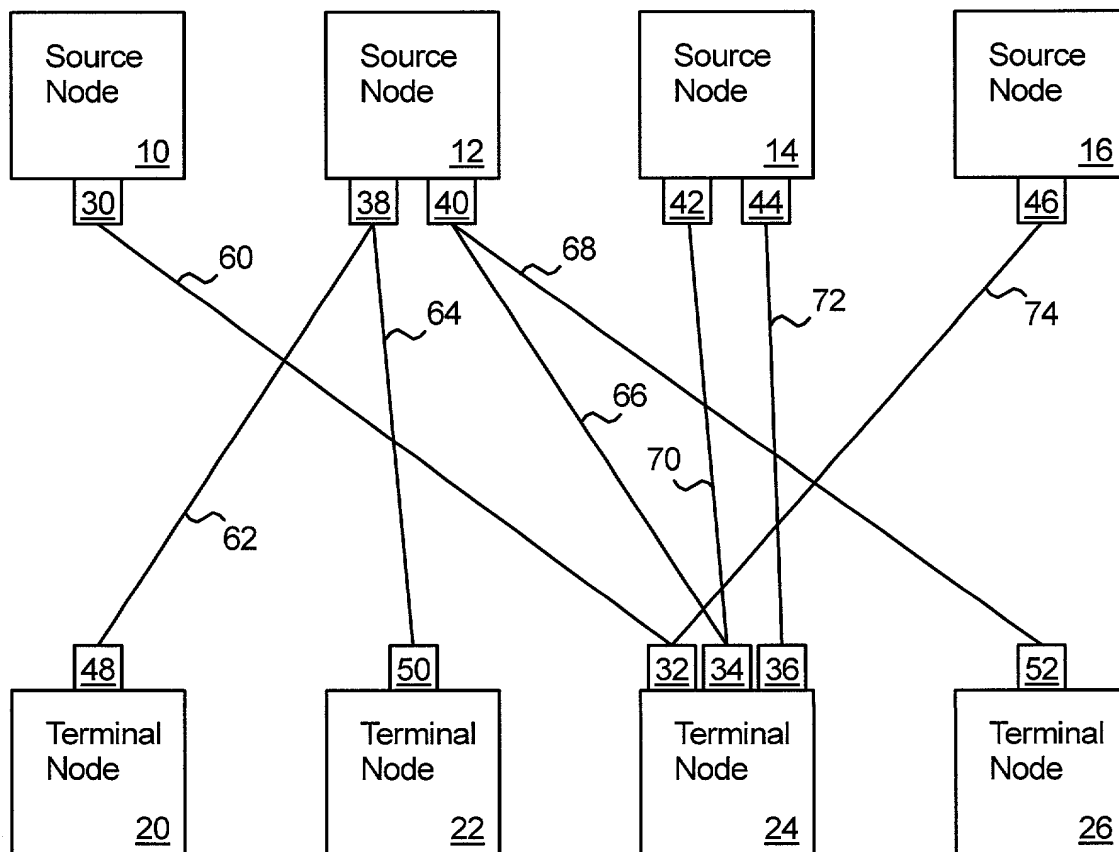 Source
Node
10
Source
Node
12
Source
Node
14
Source
Node
16
30
38
40
42
44
46
60
68
64
72
74
66
70
62
48
50
32
34
36
52
Terminal
Node
20
Terminal
Node
22
Terminal
Node
24
Terminal
Node
26